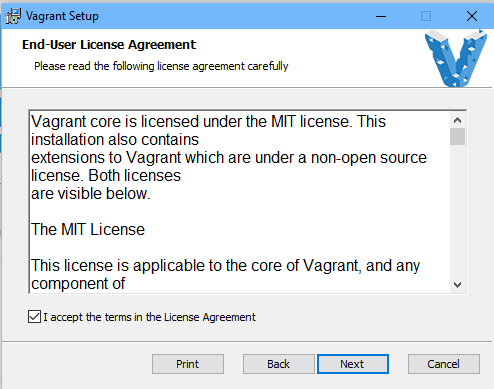 Vagrant Setup
End-User License Agreement
Please read the following license agreement carefully
Vagrant core is licensed under the MIT license. This
installation also contains
extensions to Vagrant which are under a non-open source
license. Both licenses
are visible below.
The MIT License
This license is applicable to the core of Vagrant, and any
component of
I accept the terms in the License Agreement
Print
Back
Next
Cancel